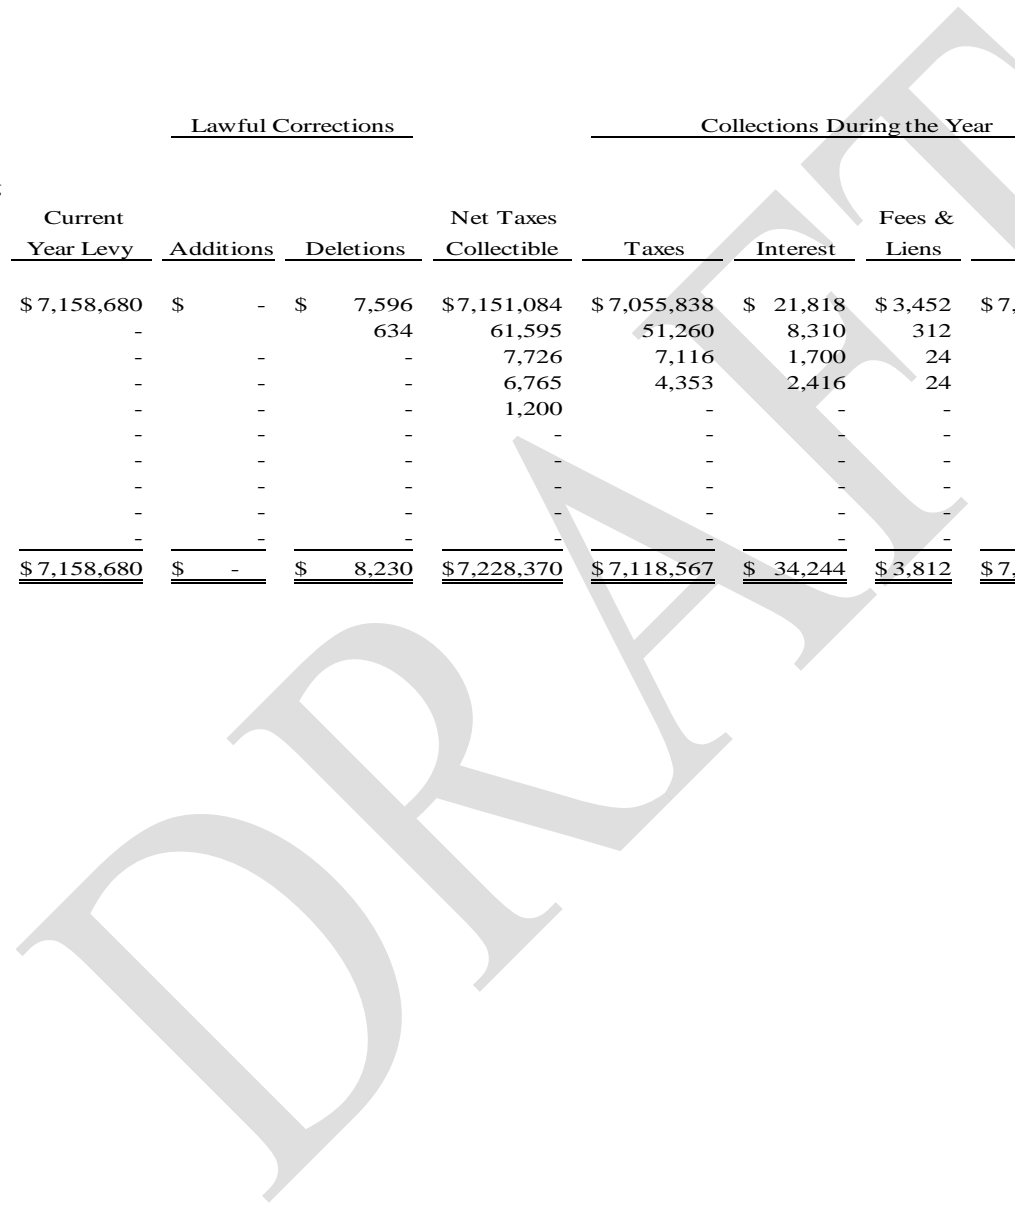 Lawful Corrections Collections During the Year
Current Net Taxes Fees &
Year Levy Additions Deletions Collectible Taxes Interest Liens
$ 7,158,680 $ - $ 7,596 $7,151,084 $ 7,055,838 $ 21,818 $ 3,452 $ 7,
- 634 61,595 51,260 8,310 312
- - - 7,726 7,116 1,700 24
- - - 6,765 4,353 2,416 24
- - - 1,200 - - -
- - - - - - -
- - - - - - -
- - - - - - -
- - - - - - -
- - - - - - -
$ 7,158,680 $ - $ 8,230 $7,228,370 $ 7,118,567 $ 34,244 $ 3,812 $ 7,
DRAFT